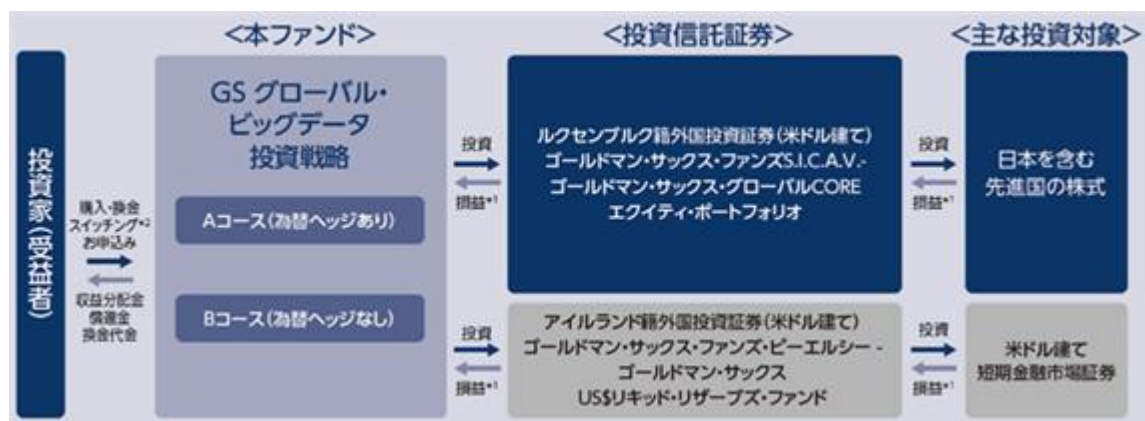 <本ファンド>
<投資信託証券>
<主な投資対象>
投資家(受益者)
購入・換金
スイッチング*2
お申込み
収益分配金
償還金
換金代金
GS グローバル・
ビッグデータ
投資戦略
Aコース(為替ヘッジあり)
Bコース(為替ヘッジなし)
投資
損益*1
ルクセンブルク籍外国投資証券(米ドル建て)
ゴールドマン・サックス・ファンズS.I.C.A.V.-
ゴールドマン・サックス・グローバルCORE
エクイティ・ポートフォリオ
投資
損益*1
日本を含む
先進国の株式
投資
損益*1
アイルランド籍外国投資証券(米ドル建て)
ゴールドマン・サックス・ファンズ・ピーエルシー -
ゴールドマン・サックス
US$リキッド・リザーブズ・ファンド
投資
損益*1
米ドル建て
短期金融市場証券